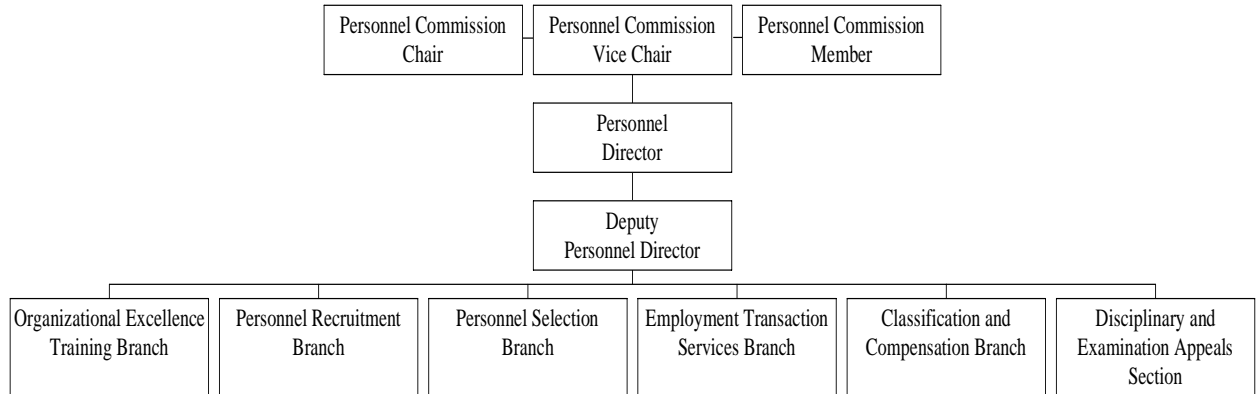 Personnel Commission
Chair
Personnel Commission
Vice Chair
Personnel Commission
Member
Personnel
Director
Deputy
Personnel Director
Organizational Excellence
Training Branch
Personnel Recruitment
Branch
Personnel Selection
Branch
Employment Transaction
Services Branch
Classification and
Compensation Branch
Disciplinary and
Examination Appeals
Section